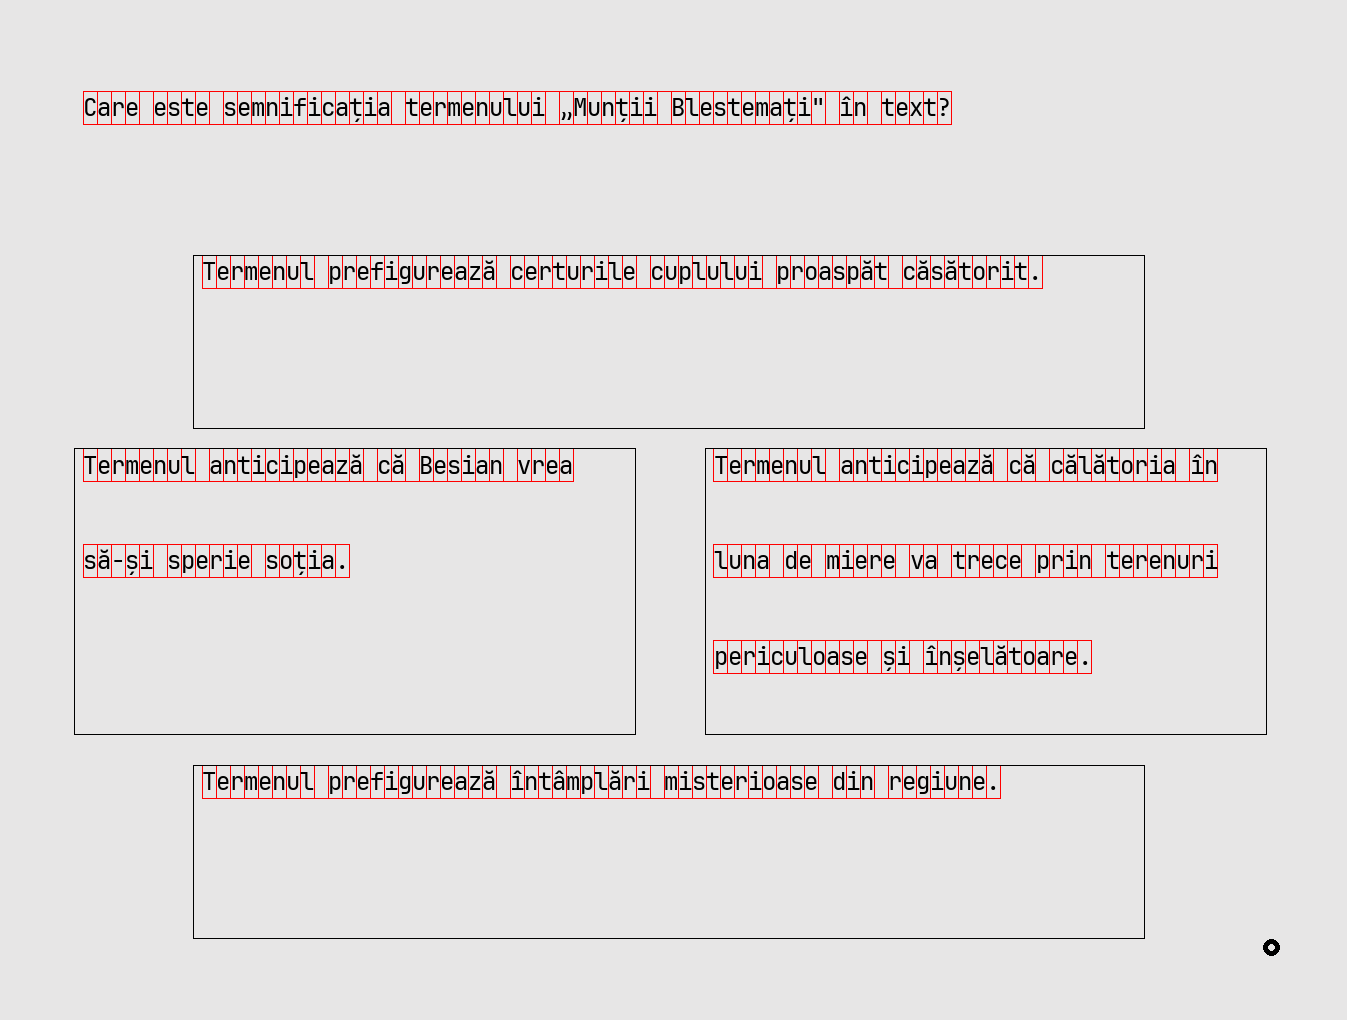 Care este semnificația termenului „Munții Blestemați" în text?
Termenul prefigurează certurile cuplului proaspăt căsătorit.
Termenul anticipează că Besian vrea
să-și sperie soția.
Termenul anticipează că călătoria în
luna de miere va trece prin terenuri
periculoase și înșelătoare.
Termenul prefigurează întâmplări misterioase din regiune.